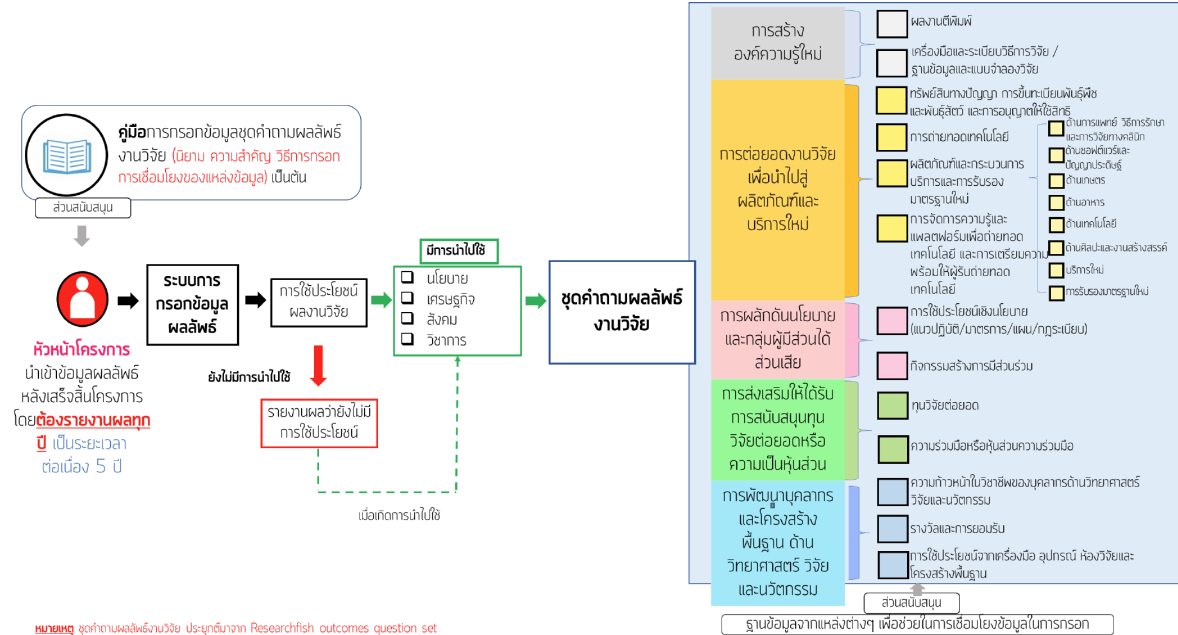 คู่มือการกรอกข้อมูลชุดคำถามผลลัพธ์
งานวิจัย (นิยาม ความสำคัญ วิธีการกรอก
การเชื่อมโยงของแหล่งข้อมูล) เป็นต้น
ส่วนสนับสนุน
หัวหน้าโครงการ
นำเข้าข้อมูลผลลัพธ์
หลังเสร็จสิ้นโครงการ
โดยต้องรายงานผลทุก
ปี เป็นระยะเวลา
ต่อเนื่อง 5 ปี
ระบบการ
กรอกข้อมูล
ผลลัพธ์
การใช้ประโยชน์
ผลงานวิจัย
ยังไม่มีการนำไปใช้
รายงานผลว่ายังไม่มี
การใช้ประโยชน์
เมื่อเกิดการนำไปใช้
มีการนำไปใช้
นโยบาย
เศรษฐกิจ
สังคม
วิชาการ
ชุดคำถามผลลัพธ์
งานวิจัย
การสร้าง
องค์ความรู้ใหม่
ผลงานตีพิมพ์
เครื่องมือและระเบียบวิธีการวิจัย /
ฐานข้อมูลและแบบจำลองวิจัย
การต่อยอดงานวิจัย
เพื่อนำไปสู่
ผลิตภัณฑ์และ
บริการใหม่
ทรัพย์สินทางปัญญา การขึ้นทะเบียนพันธุ์พืช
และพันธุ์สัตว์ และการอนุญาตให้ใช้สิทธิ
การถ่ายทอดเทคโนโลยี
ผลิตภัณฑ์และกระบวนการ
บริการและการรับรอง
มาตรฐานใหม่
การจัดการความรู้และ
แพลตฟอร์มเพื่อถ่ายทอด
เทคโนโลยี และการเตรียมความ
พร้อมให้ผู้รับถ่ายทอด
เทคโนโลยี
ด้านการแพทย์ วิธีการรักษา
และการวิจัยทางคลินิก
ด้านซอฟต์แวร์และ
ปัญญาประดิษฐ์
ด้านเกษตร
ด้านอาหาร
ด้านเทคโนโลยี
ด้านศิลปะและงานสร้างสรรค์
บริการใหม่
การรับรองมาตรฐานใหม่
การผลักดันนโยบาย
และกลุ่มผู้มีส่วนได้
ส่วนเสีย
การใช้ประโยชน์เชิงนโยบาย
(แนวปฏิบัติ/มาตรการ/แผน/กฎระเบียบ)
กิจกรรมสร้างการมีส่วนร่วม
การส่งเสริมให้ได้รับ
การสนับสนุนทุน
วิจัยต่อยอดหรือ
ความเป็นหุ้นส่วน
ทุนวิจัยต่อยอด
ความร่วมมือหรือหุ้นส่วนความร่วมมือ
การพัฒนาบุคลากร
และโครงสร้าง
พื้นฐาน ด้าน
วิทยาศาสตร์ วิจัย
และนวัตกรรม
ความก้าวหน้าในวิชาชีพของบุคลากรด้านวิทยาศาสตร์
วิจัยและนวัตกรรม
รางวัลและการยอมรับ
การใช้ประโยชน์จากเครื่องมือ อุปกรณ์ ห้องวิจัยและ
โครงสร้างพื้นฐาน
ส่วนสนับสนุน
ฐานข้อมูลจากแหล่งต่างๆ เพื่อช่วยในการเชื่อมโยงข้อมูลในการกรอก
หมายเหตุ ชุดคำถามผลลัพธ์งานวิจัย ประยุกต์มาจาก Researchfish outcomes question set